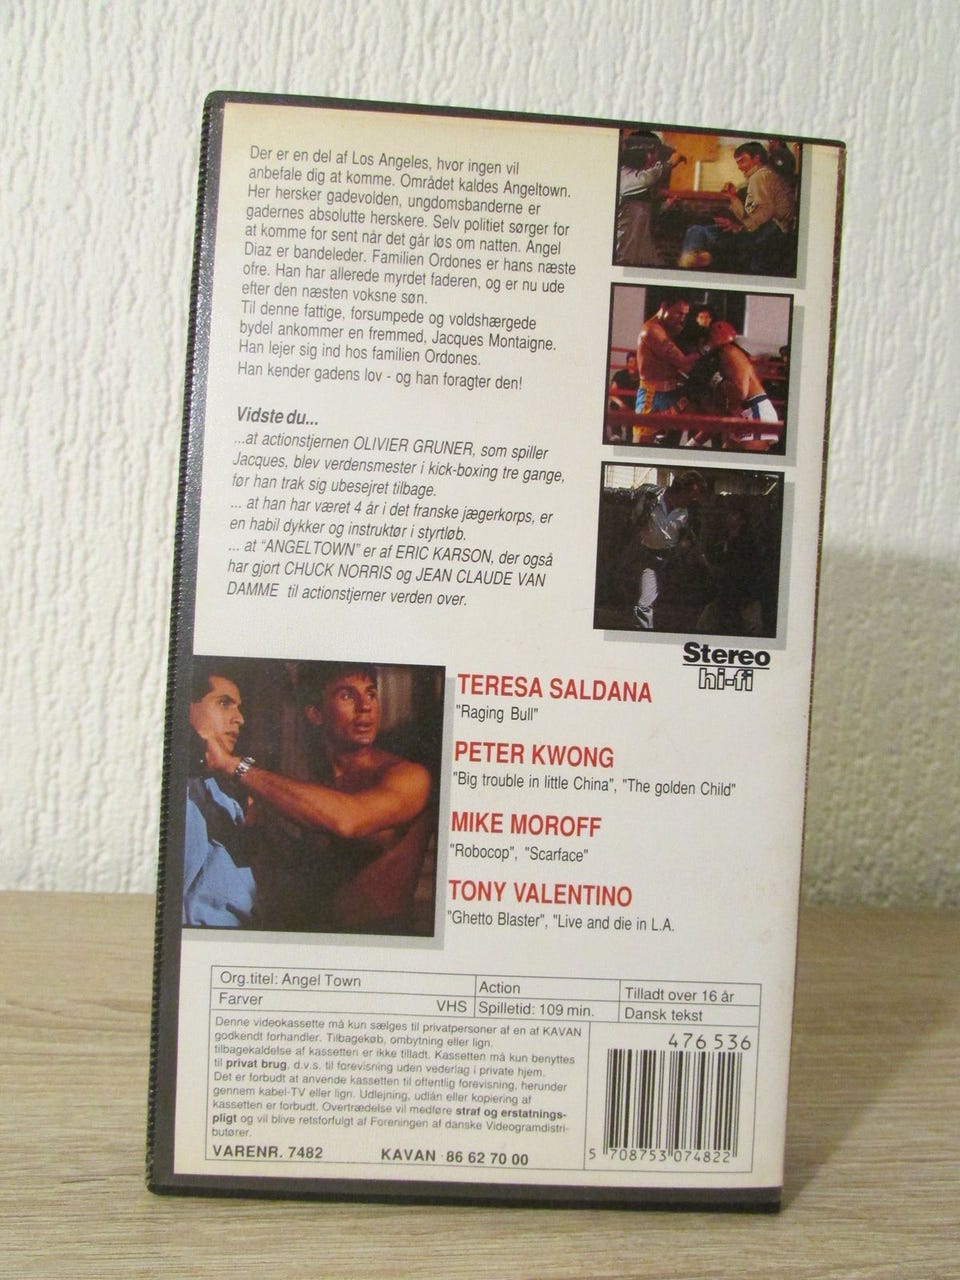 Der er en del af Los Angeles, hvor ingen vil
anbefale dig at komme. Området kaldes Angeltown.
Her hersker gadevolden, ungdomsbanderne er
gadernes absolutte herskere. Selv politiet sørger for
at komme for sent når det går løs om natten. Angel
Diaz er bandeleder. Familien Ordones er hans næste
ofre. Han har allerede myrdet faderen, og er nu ude
efter den næsten voksne søn.
Til denne fattige, forsumpede og voldshærgede
bydel ankommer en fremmed, Jacques Montaigne.
Han lejer sig ind hos familien Ordones.
Han kender gadens lov - og han foragter den!
Vidste du...
...at actionstjernen OLIVIER GRUNER, som spiller
Jacques, blev verdensmester i kick-boxing tre gange,
før han trak sig ubesejret tilbage.
... at han har været 4 år i det franske jægerkorps, er
en habil dykker og instruktør i styrtløb.
... at "ANGELTOWN" er af ERIC KARSON, der også
har gjort CHUCK NORRIS og JEAN CLAUDE VAN
DAMME til actionstjerner verden over.
Stereo
hi-fi
TERESA SALDANA
"Raging Bull"
PETER KWONG
"Big trouble in little China", "The golden Child"
MIKE MOROFF
"Robocop", "Scarface"
TONY VALENTINO
"Ghetto Blaster", "Live and die in L.A.
Org.titel: Angel Town Action Tilladt over 16 år
Farver VHS Spilletid: 109 min. Dansk tekst
Denne videokassette må kun sælges til privatpersoner af en af KAVAN
godkendt forhandler. Tilbagekøb, ombytning eller lign.
tilbagekaldelse af kassetten er ikke tilladt. Kassetten må kun benyttes
til privat brug, d.v.s. til forevisning uden vederlag i private hjem.
Det er forbudt at anvende kassetten til offentlig forevisning, herunder
gennem kabel-TV eller lign. Udlejning, udlån eller kopiering af
kassetten er forbudt. Overtrædelse vil medføre straf og erstatnings-
pligt og vil blive retsforfulgt af Foreningen af danske Videogramdistri-
butører.
VARENR. 7482 KAVAN 86 62 70 00
476 536
5 708753 074822